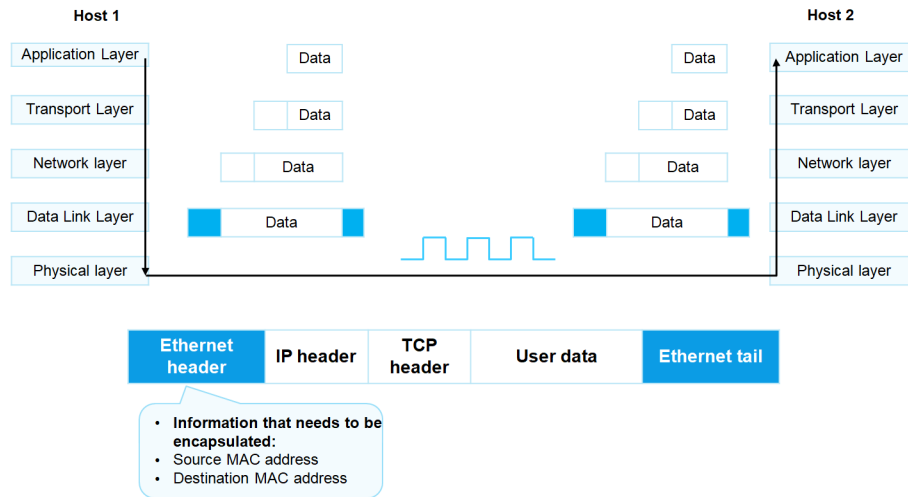 Host 1
Host 2
Application Layer
Data
Data
Application Layer
Transport Layer
Data
Data
Transport Layer
Network layer
Data
Data
Network layer
Data Link Layer
Data
Data
Data Link Layer
Physical layer
Physical layer
Ethernet
header
IP header
TCP
header
User data
Ethernet tail
• Information that needs to be
encapsulated:
• Source MAC address
• Destination MAC address